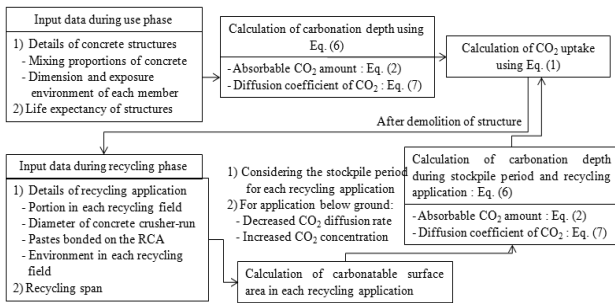 Input data during use phase
1) Details of concrete structures
- Mixing proportions of concrete
- Dimension and exposure
environment of each member
2) Life expectancy of structures
Calculation of carbonation depth using
Eq. (6)
- Absorbable CO₂ amount : Eq. (2)
- Diffusion coefficient of CO₂ : Eq. (7)
Calculation of CO₂ uptake
using Eq. (1)
After demolition of structure
Input data during recycling phase
1) Details of recycling application
- Portion in each recycling field
- Diameter of concrete crusher-run
- Pastes bonded on the RCA
- Environment in each recycling
field
2) Recycling span
1) Considering the stockpile period
for each recycling application
2) For application below ground:
- Decreased CO₂ diffusion rate
- Increased CO₂ concentration
Calculation of carbonatable surface
area in each recycling application
Calculation of carbonation depth
during stockpile period and recycling
application : Eq. (6)
- Absorbable CO₂ amount : Eq. (2)
- Diffusion coefficient of CO₂ : Eq. (7)